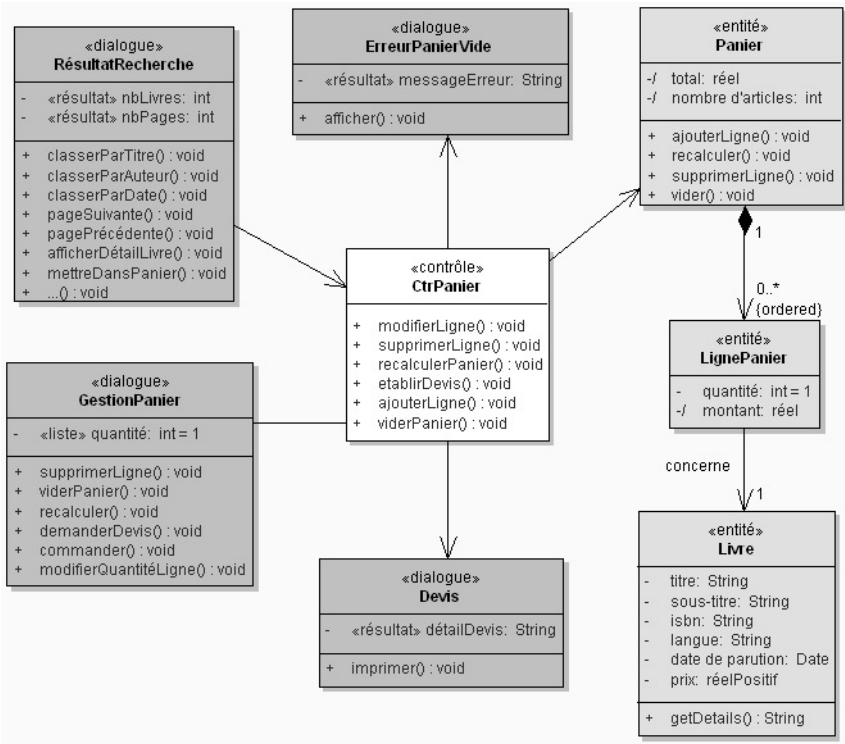 «dialogue»
RésultatRecherche
- «résultat» nbLivres: int
- «résultat» nbPages: int
+ classerParTitre() : void
+ classerParAuteur() : void
+ classerParDate() : void
+ pageSuivante() : void
+ pagePrécédente() : void
+ afficherDétailLivre() : void
+ mettreDansPanier() : void
+ ...() : void
«dialogue»
ErreurPanierVide
- «résultat» messageErreur: String
+ afficher() : void
«entité»
Panier
-/ total: réel
-/ nombre d'articles: int
+ ajouterLigne() : void
+ recalculer() : void
+ supprimerLigne() : void
+ vider() : void
1
0..*
{ordered}
«contrôle»
CtrPanier
+ modifierLigne() : void
+ supprimerLigne() : void
+ recalculerPanier() : void
+ etablirDevis() : void
+ ajouterLigne() : void
+ viderPanier() : void
«entité»
LignePanier
- quantité: int = 1
-/ montant: réel
concerne
1
«dialogue»
GestionPanier
- «liste» quantité: int = 1
+ supprimerLigne() : void
+ viderPanier() : void
+ recalculer() : void
+ demanderDevis() : void
+ commander() : void
+ modifierQuantitéLigne() : void
«dialogue»
Devis
- «résultat» détailDevis: String
+ imprimer() : void
«entité»
Livre
- titre: String
- sous-titre: String
- isbn: String
- langue: String
- date de parution: Date
- prix: réelPositif
+ getDetails() : String